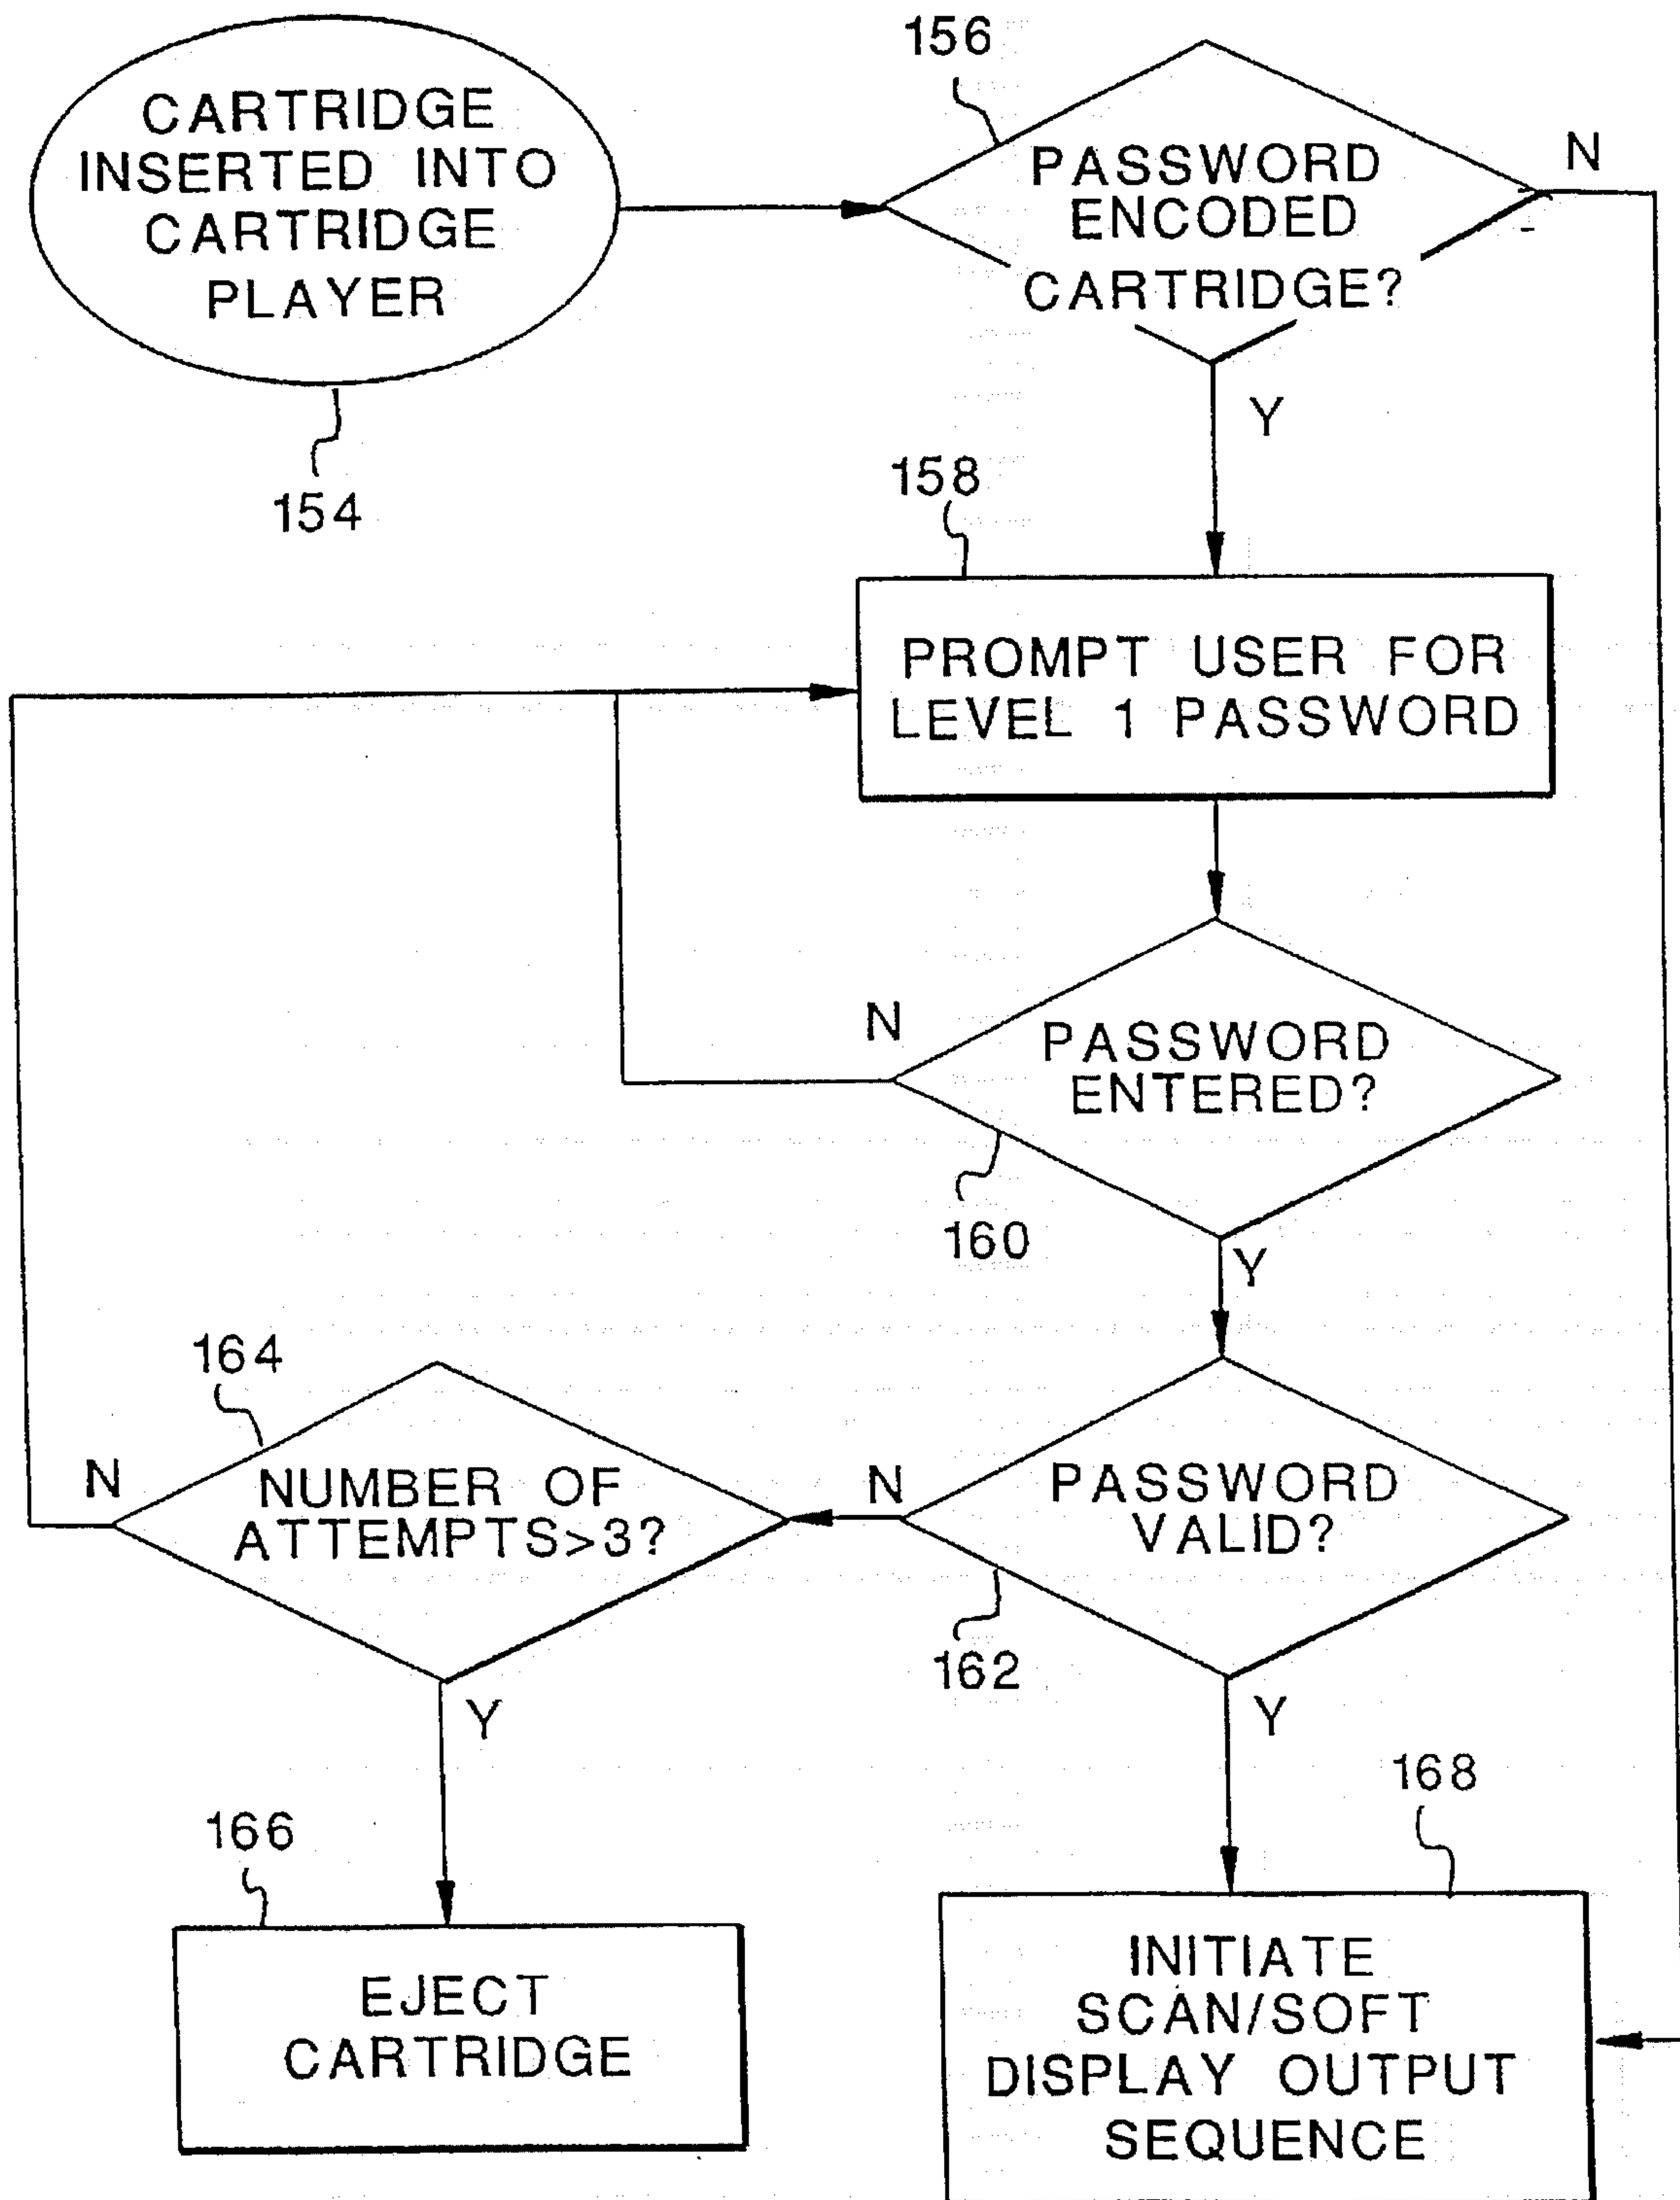 CARTRIDGE
INSERTED INTO
CARTRIDGE
PLAYER
154
156
PASSWORD
ENCODED
CARTRIDGE?
N
Y
158
PROMPT USER FOR
LEVEL 1 PASSWORD
N
PASSWORD
ENTERED?
160
Y
164
N
NUMBER OF
ATTEMPTS>3?
N
PASSWORD
VALID?
162
Y
Y
166
EJECT
CARTRIDGE
168
INITIATE
SCAN/SOFT
DISPLAY OUTPUT
SEQUENCE